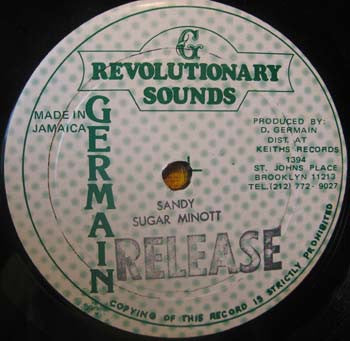 G
REVOLUTIONARY
SOUNDS
MADE IN
JAMAICA
GERMAIN
PRODUCED BY:
D. GERMAIN
DIST. AT
KEITHS RECORDS
1394
ST. JOHNS PLACE
BROOKLYN 11213
TEL.(212) 772-9027
SANDY
SUGAR MINOTT
RELEASE
COPYING OF THIS RECORD IS STRICTLY PROHIBITED